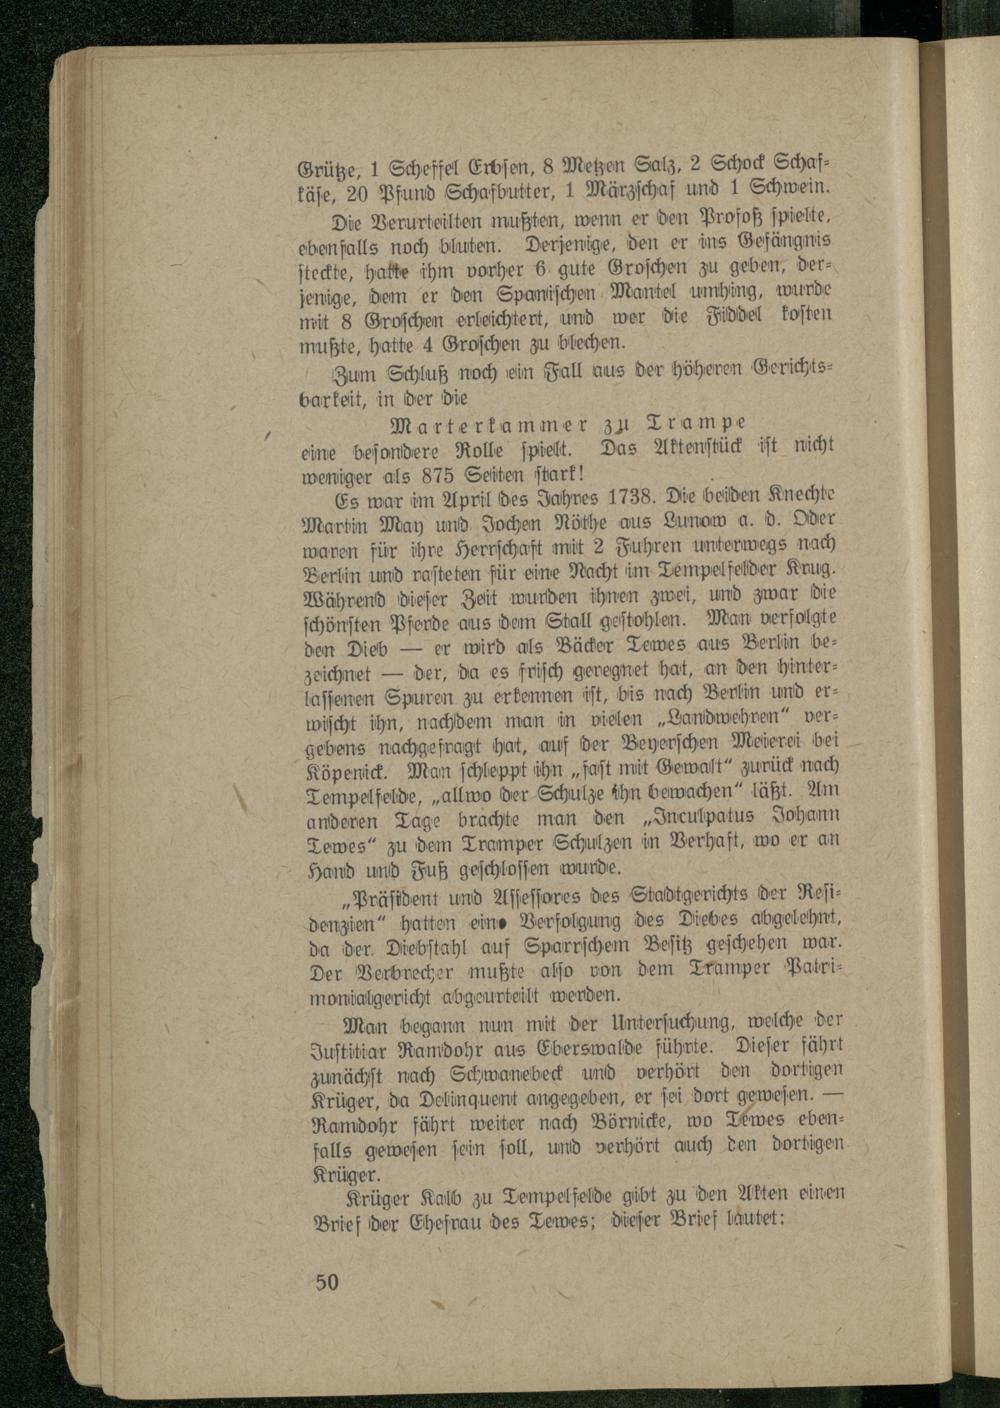 Grütze, 1 Scheffel Erbsen, 8 Metzen Salz, 2 Schock Schaf-
käse, 20 Pfund Schafbutter, 1 Märzschaf und 1 Schwein.
Die Verurteilten mußten, wenn er den Profoß spielte,
ebenfalls noch bluten. Derjenige, den er ins Gefängnis
steckte, hatte ihm vorher 6 gute Groschen zu geben, der-
jenige, dem er den Spanischen Mantel umhing, wurde
mit 8 Groschen erleichtert, und wer die Fiddel kosten
mußte, hatte 4 Groschen zu blechen.
Zum Schluß noch ein Fall aus der höheren Gerichts-
barkeit, in der die
Marterkammer zu Trampe
eine besondere Rolle spielt. Das Aktenstück ist nicht
weniger als 875 Seiten stark!
Es war im April des Jahres 1738. Die beiden Knechte
Martin May und Jochen Nöthe aus Lunow a. d. Oder
waren für ihre Herrschaft mit 2 Fuhren unterwegs nach
Berlin und rasteten für eine Nacht im Tempelfelder Krug.
Während dieser Zeit wurden ihnen zwei, und zwar die
schönsten Pferde aus dem Stall gestohlen. Man verfolgte
den Dieb — er wird als Bäcker Tewes aus Berlin be-
zeichnet — der, da es frisch geregnet hat, an den hinter-
lassenen Spuren zu erkennen ist, bis nach Berlin und er-
wischt ihn, nachdem man in vielen „Landwehren“ ver-
gebens nachgefragt hat, auf der Beyerschen Meierei bei
Köpenick. Man schleppt ihn „fast mit Gewalt“ zurück nach
Tempelfelde, „allwo der Schulze ihn bewachen“ läßt. Am
anderen Tage brachte man den „Inculpatus Johann
Tewes“ zu dem Tramper Schulzen in Verhaft, wo er an
Hand und Fuß geschlossen wurde.
„Präsident und Assessores des Stadtgerichts der Resi-
denzien“ hatten eine Verfolgung des Diebes abgelehnt,
da der Diebstahl auf Sparrschem Besitz geschehen war.
Der Verbrecher mußte also von dem Tramper Patri-
monialgericht abgeurteilt werden.
Man begann nun mit der Untersuchung, welche der
Justitiar Ramdohr aus Eberswalde führte. Dieser fährt
zunächst nach Schwanebeck und verhört den dortigen
Krüger, da Delinquent angegeben, er sei dort gewesen. —
Ramdohr fährt weiter nach Börnicke, wo Tewes eben-
falls gewesen sein soll, und verhört auch den dortigen
Krüger.
Krüger Kalb zu Tempelfelde gibt zu den Akten einen
Brief der Ehefrau des Tewes; dieser Brief lautet:
50